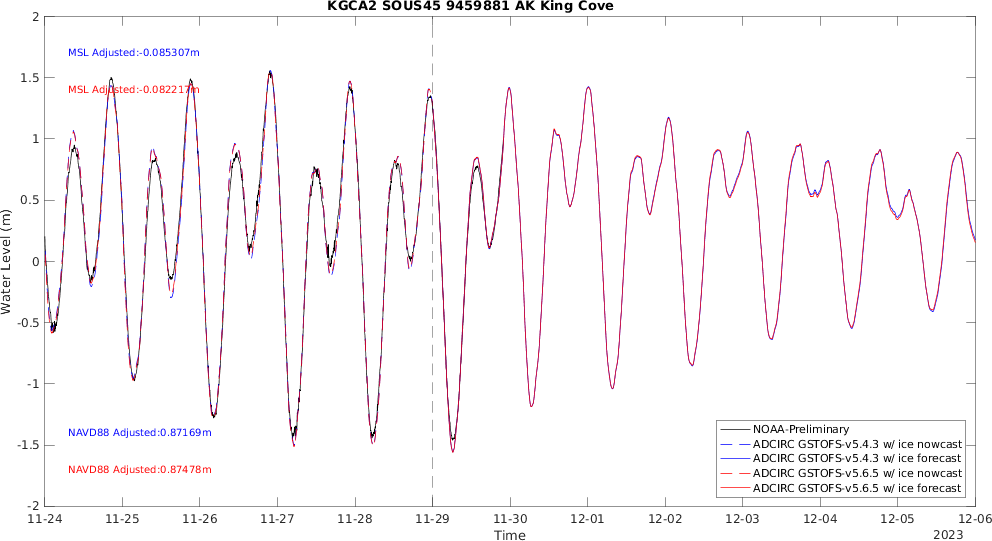 KGCA2 SOUS45 9459881 AK King Cove
2
1.5
1
0.5
0
-0.5
-1
-1.5
-2
Water Level (m)
MSL Adjusted:-0.085307m
MSL Adjusted:-0.082217m
NAVD88 Adjusted:0.87169m
NAVD88 Adjusted:0.87478m
NOAA-Preliminary
ADCIRC GSTOFS-v5.4.3 w/ ice nowcast
ADCIRC GSTOFS-v5.4.3 w/ ice forecast
ADCIRC GSTOFS-v5.6.5 w/ ice nowcast
ADCIRC GSTOFS-v5.6.5 w/ ice forecast
11-24 11-25 11-26 11-27 11-28 11-29 11-30 12-01 12-02 12-03 12-04 12-05 12-06
Time
2023